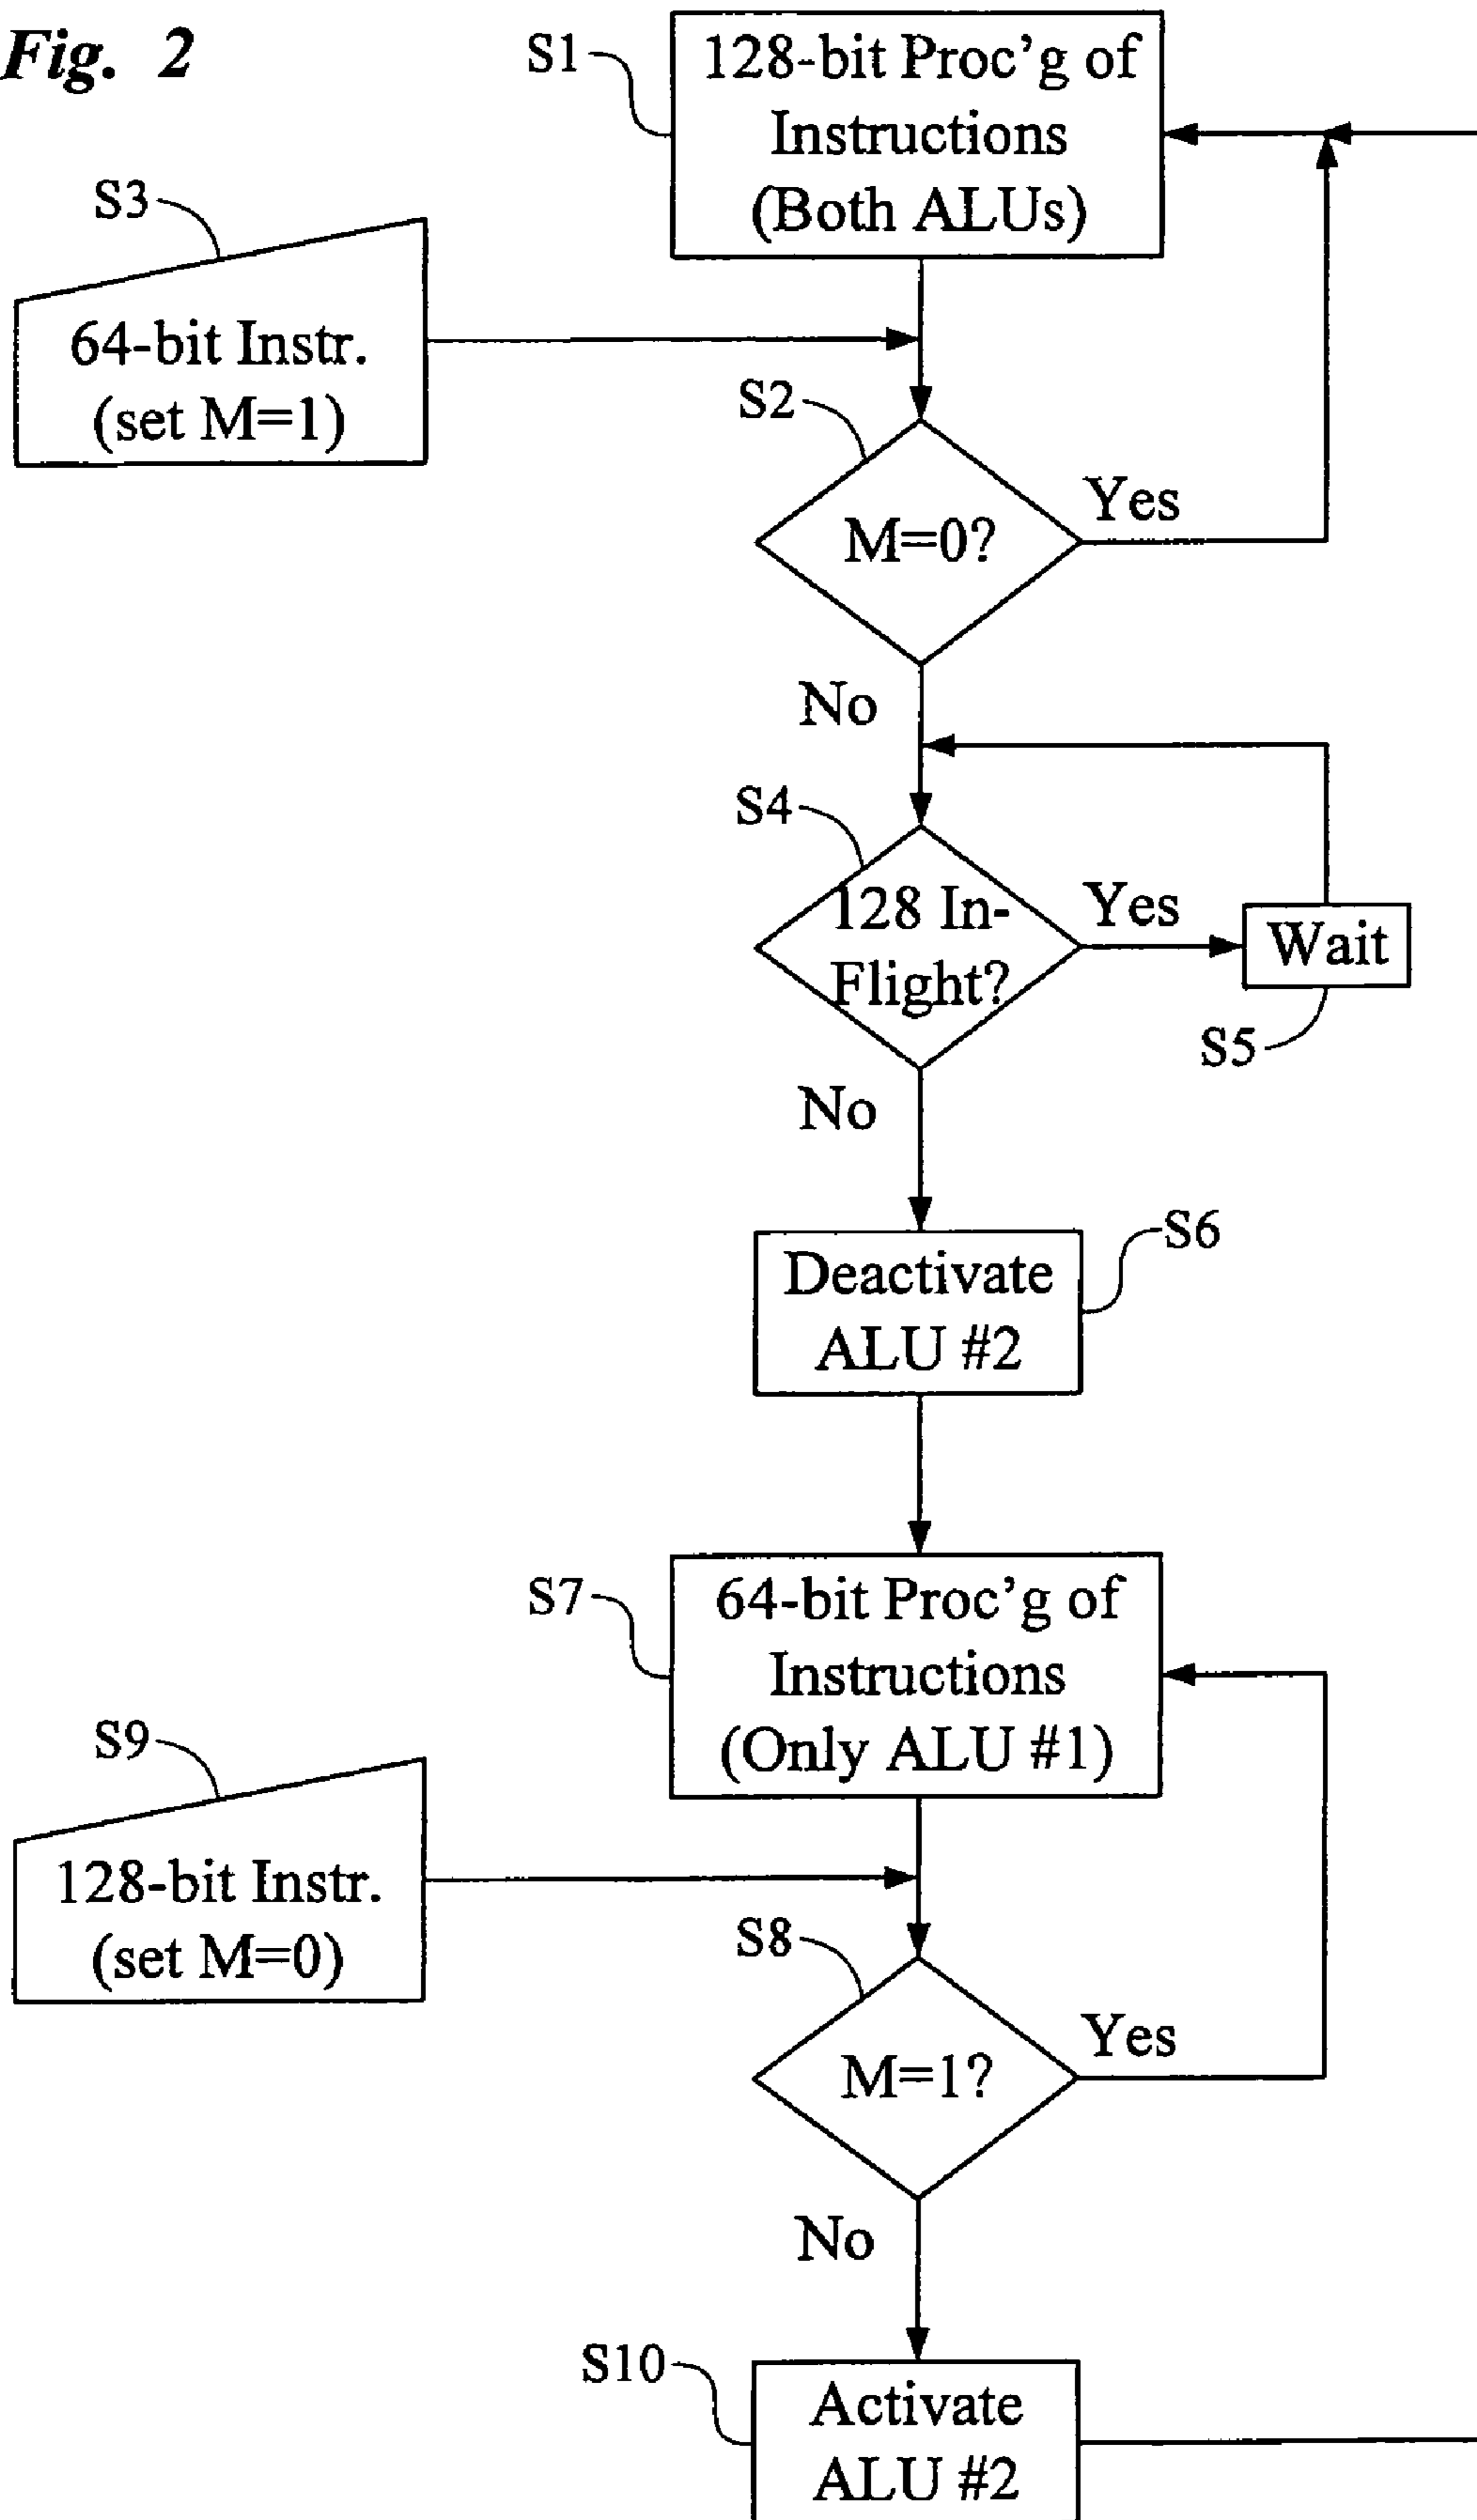 Fig. 2
S1
128-bit Proc'g of
Instructions
(Both ALUs)
S3
64-bit Instr.
(set M=1)
S2
M=0?
Yes
No
S4
128 In-
Flight?
Yes
Wait
S5
No
S6
Deactivate
ALU #2
S7
64-bit Proc'g of
Instructions
(Only ALU #1)
S9
128-bit Instr.
(set M=0)
S8
M=1?
Yes
No
S10
Activate
ALU #2